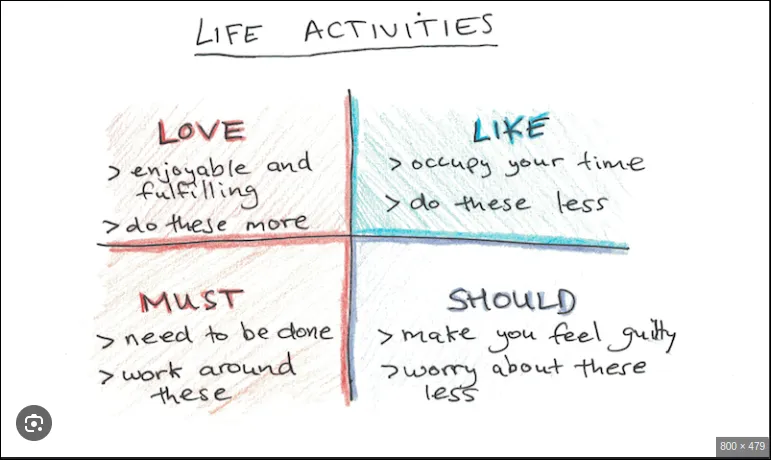 LIFE ACTIVITIES
LOVE
> enjoyable and
fulfilling
> do these more
LIKE
> occupy your time
> do these less
MUST
> need to be done
> work around
these
SHOULD
> make you feel guilty
> worry about these
less
800 × 479